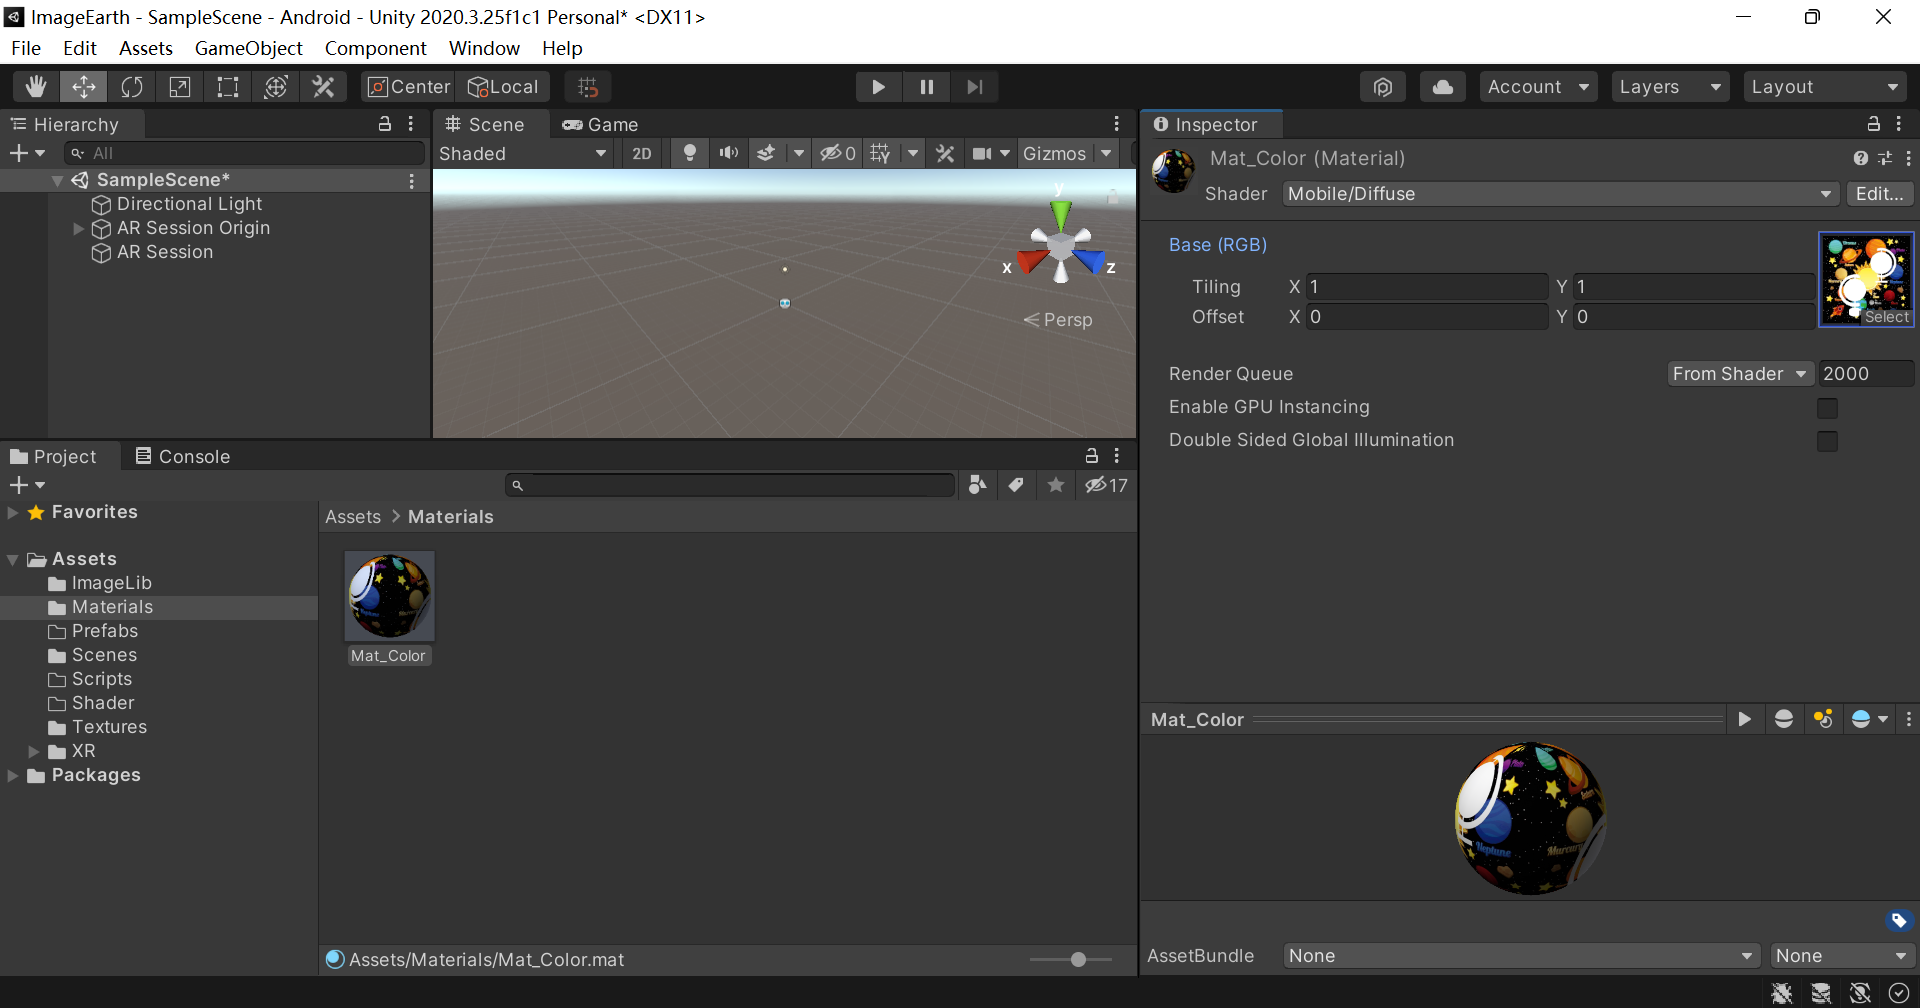 ImageEarth - SampleScene - Android - Unity 2020.3.25f1c1 Personal* <DX11>
File Edit Assets GameObject Component Window Help
Center Local Account Layers Layout
Hierarchy
All
SampleScene*
Directional Light
AR Session Origin
AR Session
Scene Game
Shaded 2D 0 Gizmos
y
x z
Persp
Inspector
Mat_Color (Material)
Shader Mobile/Diffuse Edit...
Base (RGB)
Tiling X 1 Y 1
Offset X 0 Y 0
Select
Render Queue From Shader 2000
Enable GPU Instancing
Double Sided Global Illumination
Project Console
17
Favorites
Assets
ImageLib
Materials
Prefabs
Scenes
Scripts
Shader
Textures
XR
Packages
Assets > Materials
Mat_Color
Assets/Materials/Mat_Color.mat
Mat_Color
Neptune
Mercury
AssetBundle None None